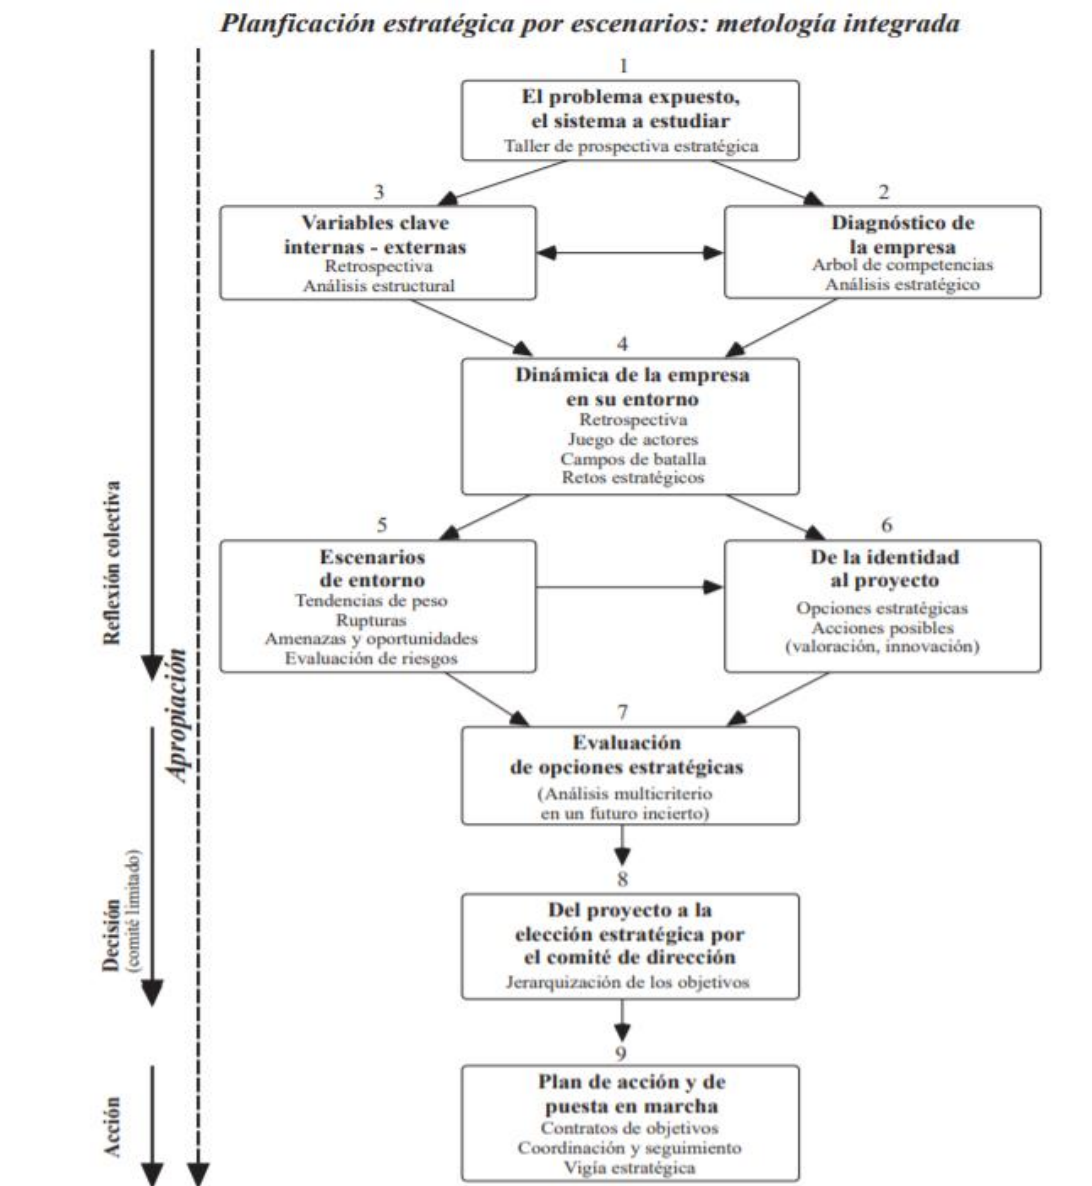 Planficación estratégica por escenarios: metología integrada
1
El problema expuesto,
el sistema a estudiar
Taller de prospectiva estratégica
3
Variables clave
internas - externas
Retrospectiva
Análisis estructural
2
Diagnóstico de
la empresa
Arbol de competencias
Análisis estratégico
4
Dinámica de la empresa
en su entorno
Retrospectiva
Juego de actores
Campos de batalla
Retos estratégicos
5
Escenarios
de entorno
Tendencias de peso
Rupturas
Amenazas y oportunidades
Evaluación de riesgos
6
De la identidad
al proyecto
Opciones estratégicas
Acciones posibles
(valoración, innovación)
7
Evaluación
de opciones estratégicas
(Análisis multicriterio
en un futuro incierto)
8
Del proyecto a la
elección estratégica por
el comité de dirección
Jerarquización de los objetivos
9
Plan de acción y de
puesta en marcha
Contratos de objetivos
Coordinación y seguimiento
Vigía estratégica
Reflexión colectiva
Apropiación
Decisión
(comité limitado)
Acción